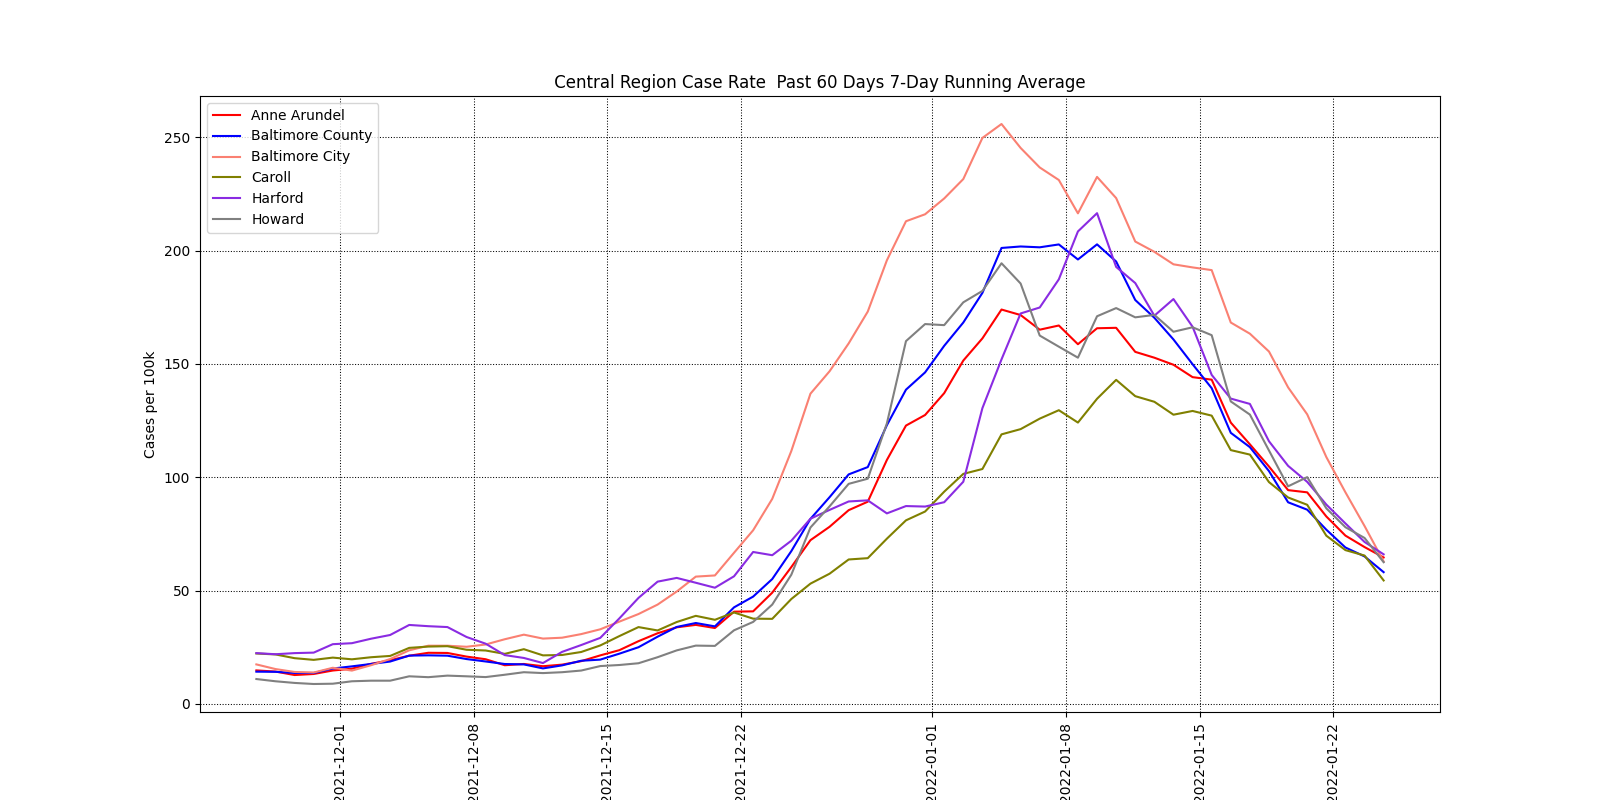 Central Region Case Rate  Past 60 Days 7-Day Running Average
Anne Arundel
Baltimore County
Baltimore City
Caroll
Harford
Howard
Cases per 100k
250
200
150
100
50
0
2021-12-01
2021-12-08
2021-12-15
2021-12-22
2022-01-01
2022-01-08
2022-01-15
2022-01-22